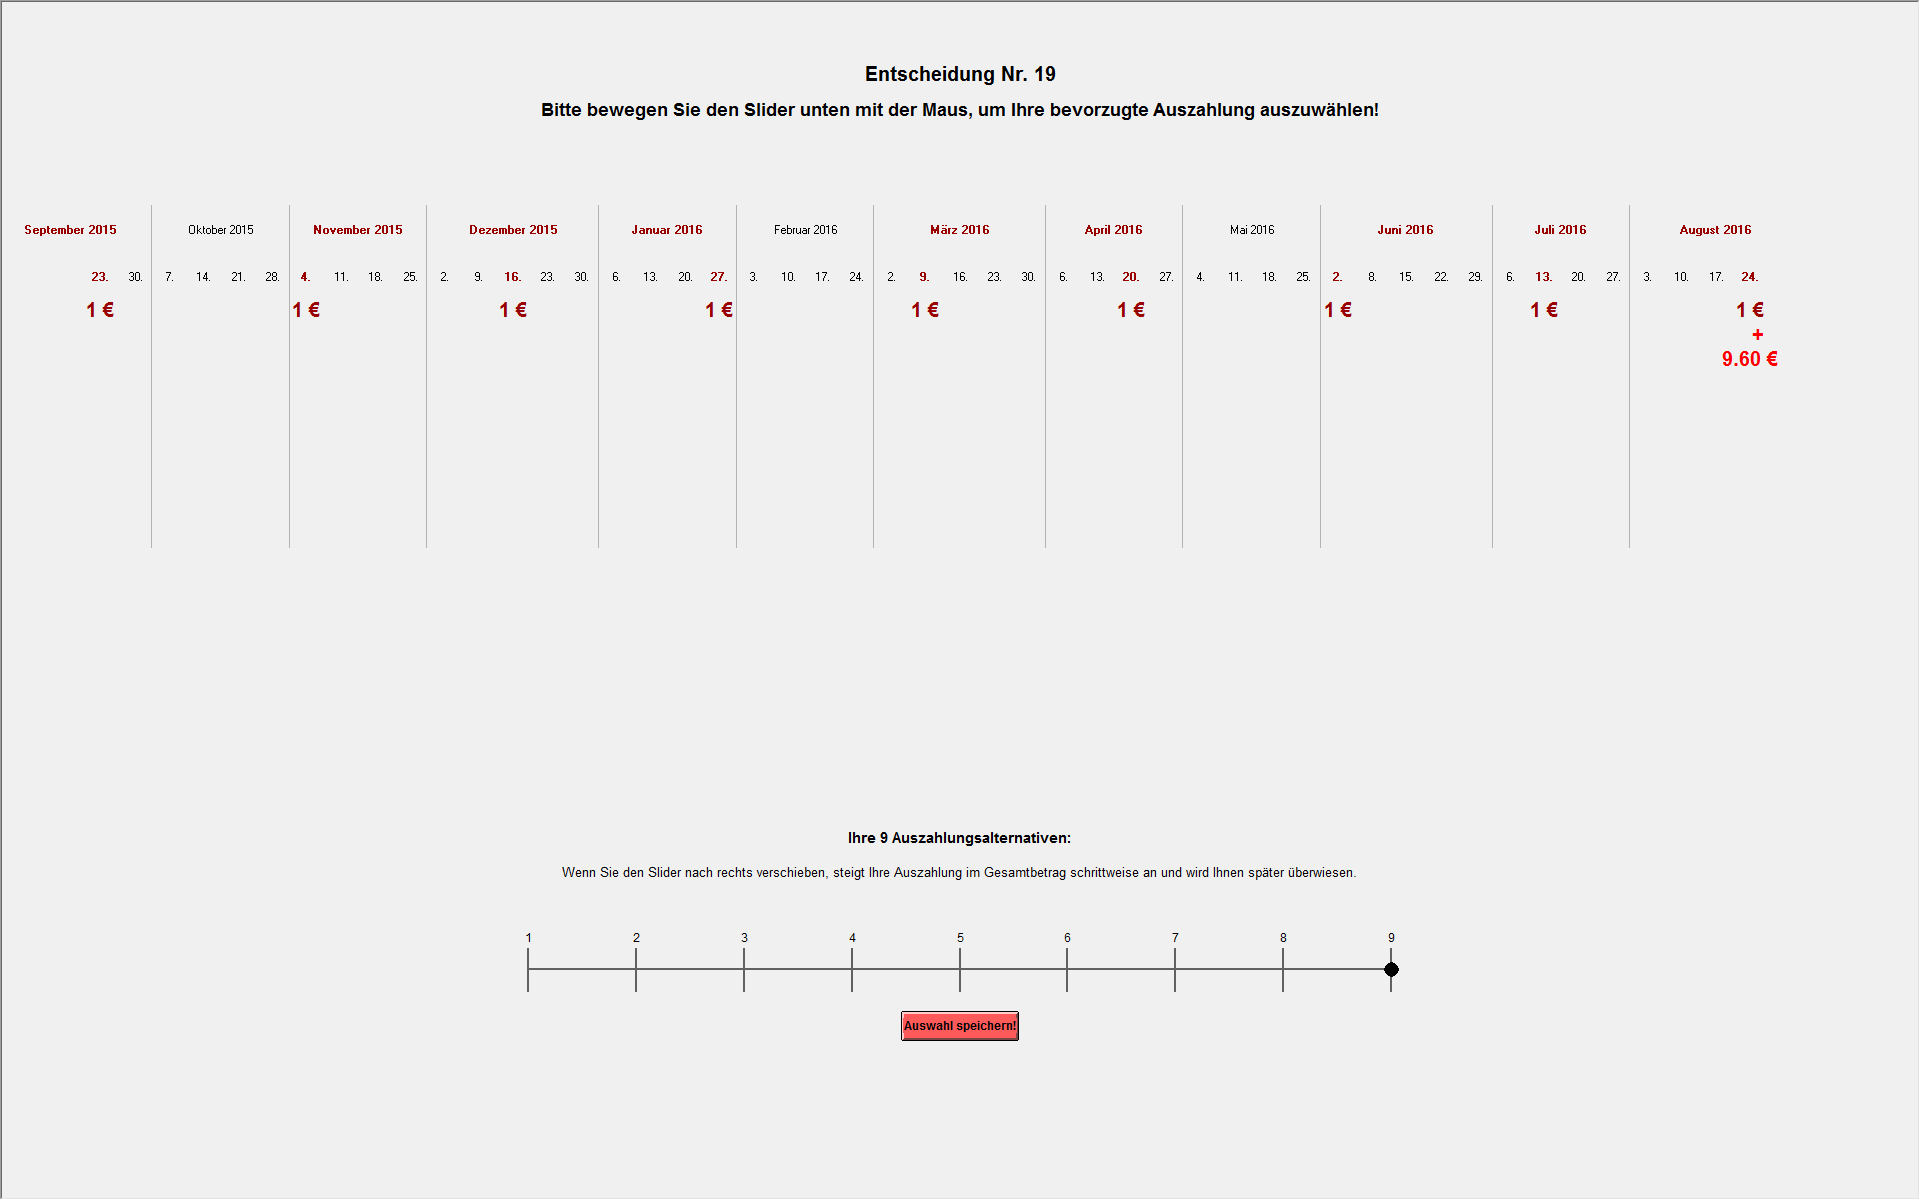 Entscheidung Nr. 19
Bitte bewegen Sie den Slider unten mit der Maus, um Ihre bevorzugte Auszahlung auszuwählen!
September 2015 Oktober 2015 November 2015 Dezember 2015 Januar 2016 Februar 2016 März 2016 April 2016 Mai 2016 Juni 2016 Juli 2016 August 2016
23. 30. 7. 14. 21. 28. 4. 11. 18. 25. 2. 9. 16. 23. 30. 6. 13. 20. 27. 3. 10. 17. 24. 2. 9. 16. 23. 30. 6. 13. 20. 27. 4. 11. 18. 25. 2. 8. 15. 22. 29. 6. 13. 20. 27. 3. 10. 17. 24.
1 € 1 € 1 € 1 € 1 € 1 € 1 € 1 € 1 €
+
9.60 €
Ihre 9 Auszahlungsalternativen:
Wenn Sie den Slider nach rechts verschieben, steigt Ihre Auszahlung im Gesamtbetrag schrittweise an und wird Ihnen später überwiesen.
1 2 3 4 5 6 7 8 9
Auswahl speichern!